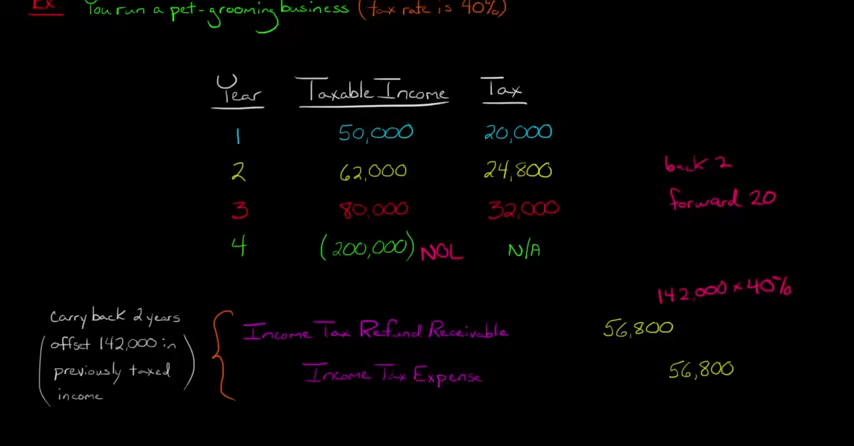 Ex. You run a pet-grooming business (tax rate is 40%)
Year Taxable Income Tax
1 50,000 20,000
2 62,000 24,800
3 80,000 32,000
4 (200,000) NOL N/A
back 2
forward 20
142,000 x 40%
Carry back 2 years
(offset 142,000 in
previously taxed
income)
Income Tax Refund Receivable 56,800
Income Tax Expense 56,800